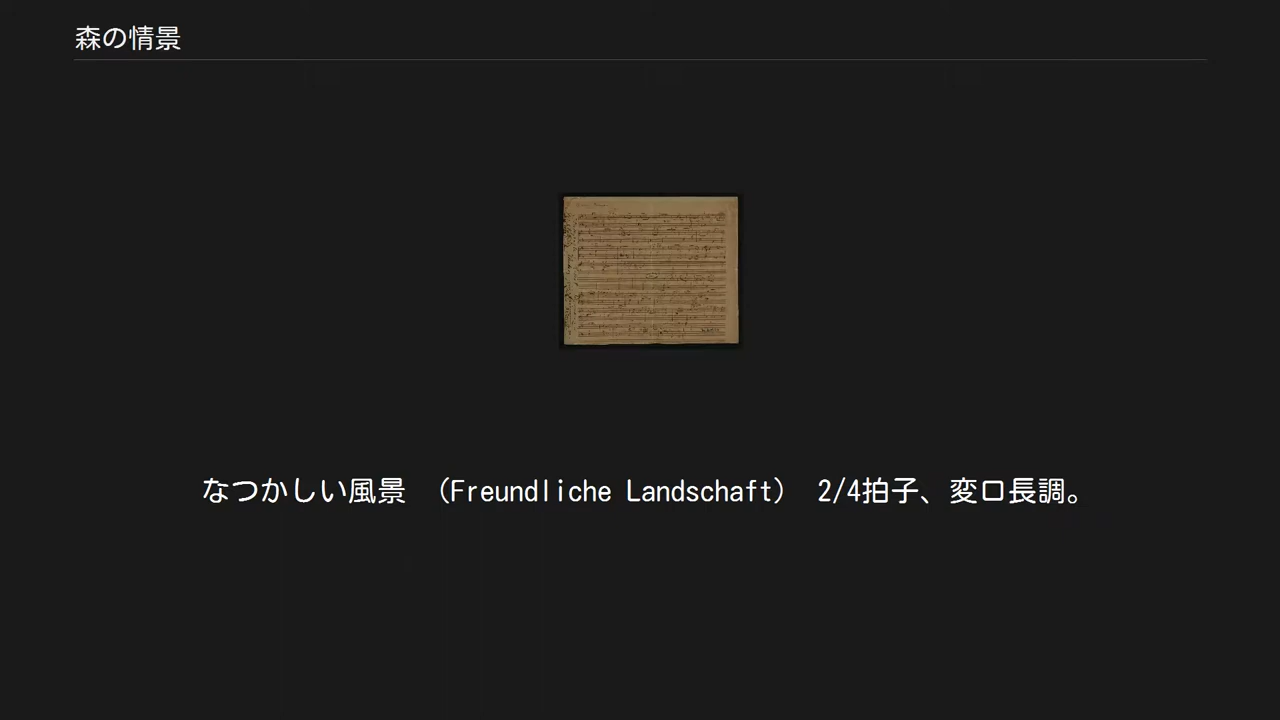 森の情景
なつかしい風景　（Freundliche Landschaft）　2/4拍子、変ロ長調。